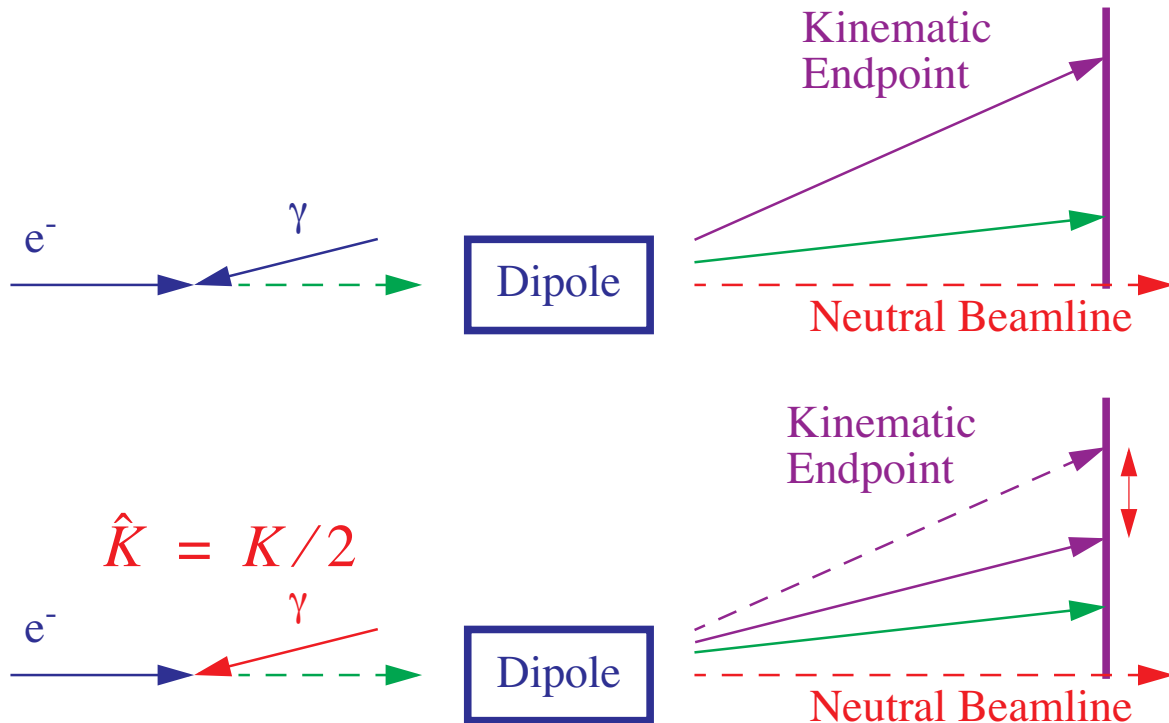 Kinematic
Endpoint
γ
e-
Dipole
Neutral Beamline
Kinematic
Endpoint
K̂ = K/2
γ
e-
Dipole
Neutral Beamline